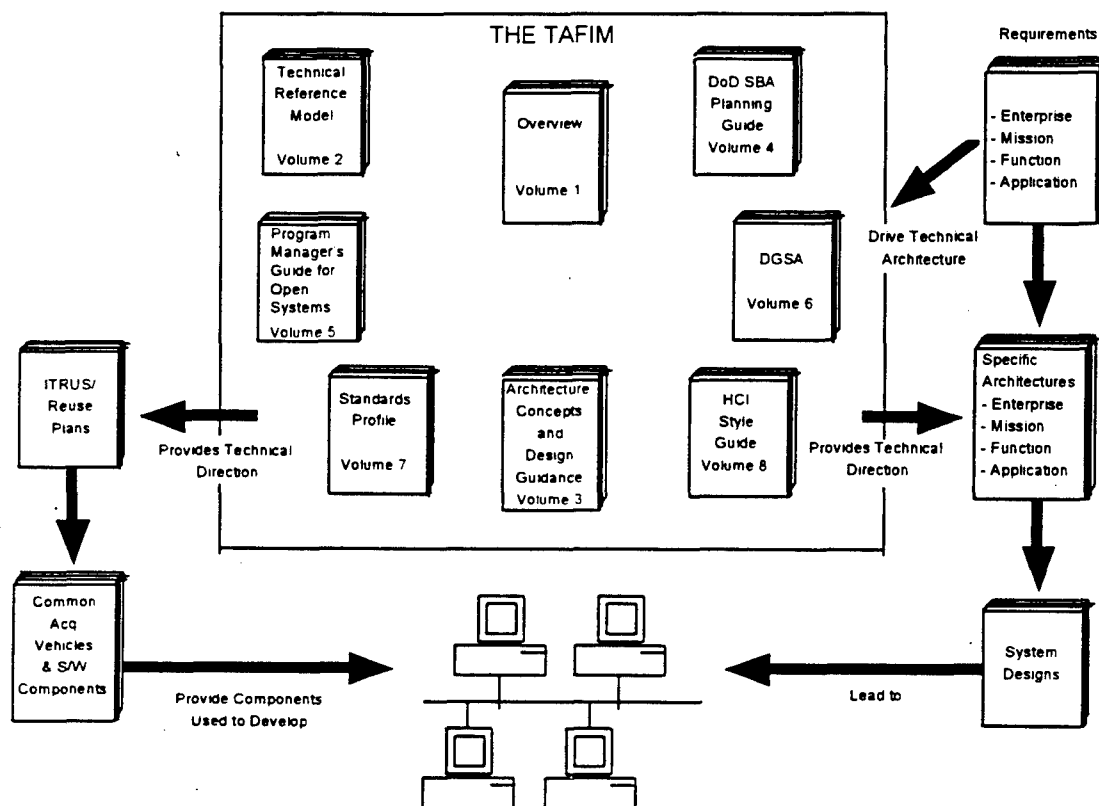 THE TAFIM
Requirements
Technical
Reference
Model
Volume 2
Overview
Volume 1
DoD SBA
Planning
Guide
Volume 4
- Enterprise
- Mission
- Function
- Application
Program
Manager's
Guide for
Open
Systems
Volume 5
DGSA
Volume 6
Drive Technical
Architecture
ITRUS/
Reuse
Plans
Provides Technical
Direction
Standards
Profile
Volume 7
Architecture
Concepts
and
Design
Guidance
Volume 3
HCI
Style
Guide
Volume 8
Provides Technical
Direction
Specific
Architectures
- Enterprise
- Mission
- Function
- Application
Common
Acq
Vehicles
& S/W
Components
Provide Components
Used to Develop
Lead to
System
Designs